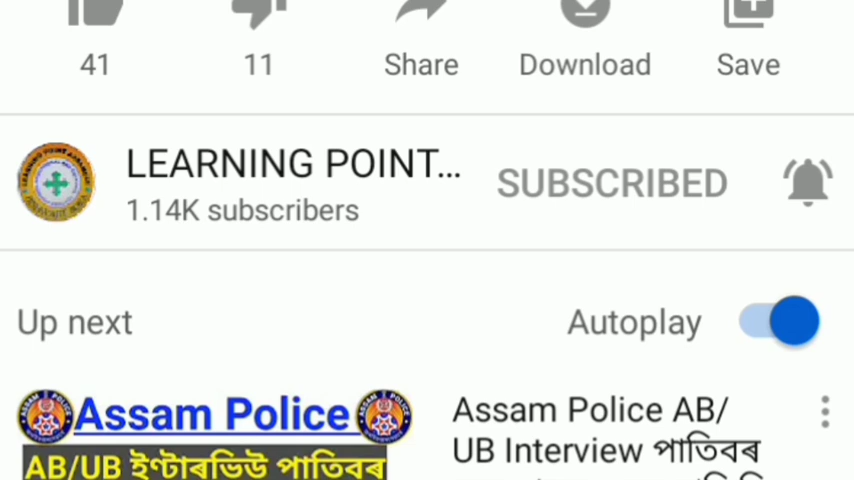 41 11 Share Download Save
LEARNING POINT...
SUBSCRIBED
1.14K subscribers
Up next
Autoplay
Assam Police
AB/UB ইণ্টাৰভিউ পাতিবৰ
Assam Police AB/
UB Interview পাতিবৰ